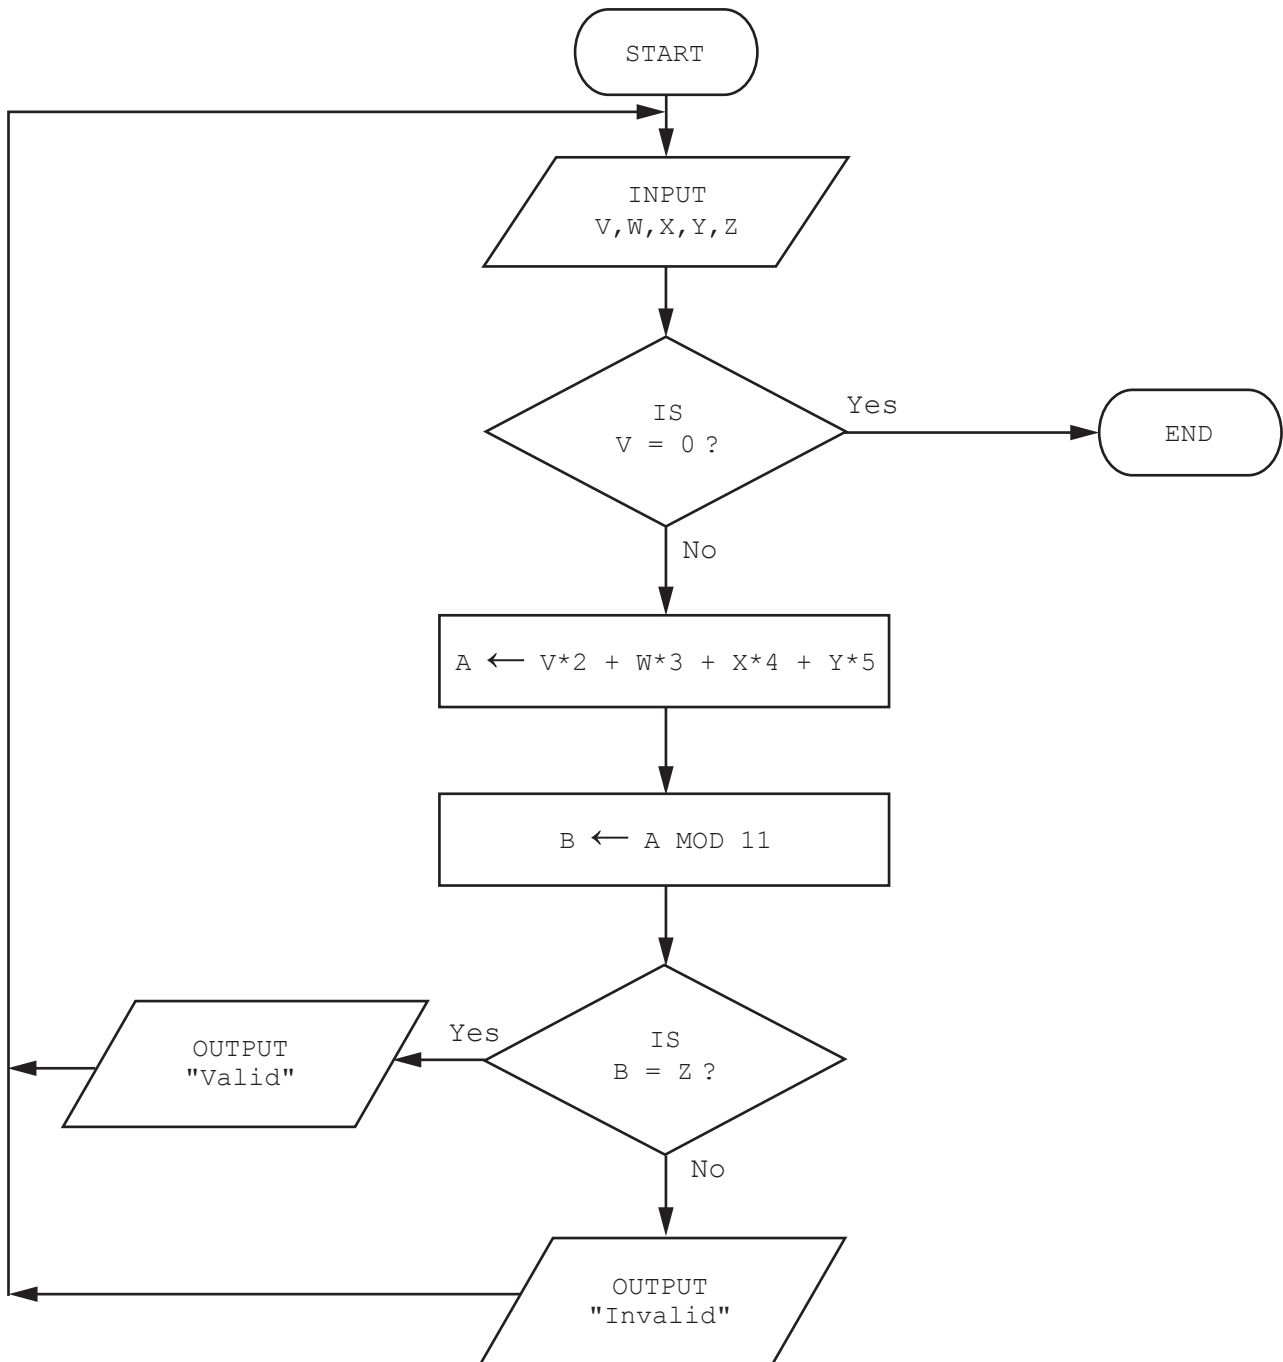 START
INPUT
V,W,X,Y,Z
IS
V = 0 ?
Yes
END
No
A ← V*2 + W*3 + X*4 + Y*5
B ← A MOD 11
IS
B = Z ?
Yes
OUTPUT
"Valid"
No
OUTPUT
"Invalid"